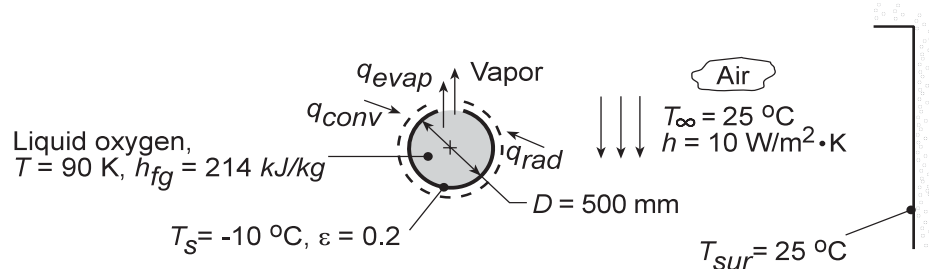 q_evap
Vapor
q_conv
Air
T∞ = 25 °C
h = 10 W/m²•K
Liquid oxygen,
T = 90 K, h_fg = 214 kJ/kg
q_rad
D = 500 mm
T_s= -10 °C, ε = 0.2
T_sur= 25 °C